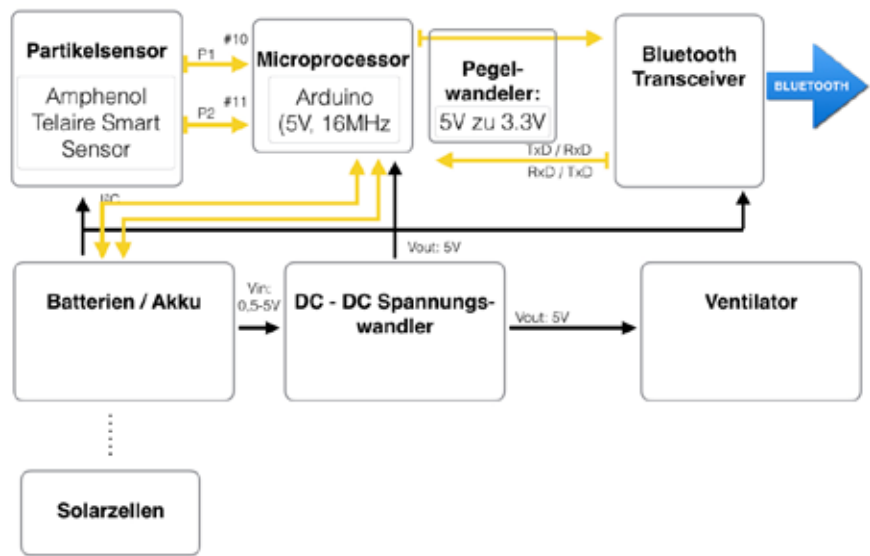 Partikelsensor
Amphenol
Telaire Smart
Sensor
P1
#10
P2
#11
Microprocessor
Arduino
(5V, 16MHz
Pegel-
wandeler:
5V zu 3.3V
TxD / RxD
RxD / TxD
Bluetooth
Transceiver
BLUETOOTH
I²C
Vout: 5V
Batterien / Akku
Vin:
0,5-5V
DC - DC Spannungs-
wandler
Vout: 5V
Ventilator
Solarzellen